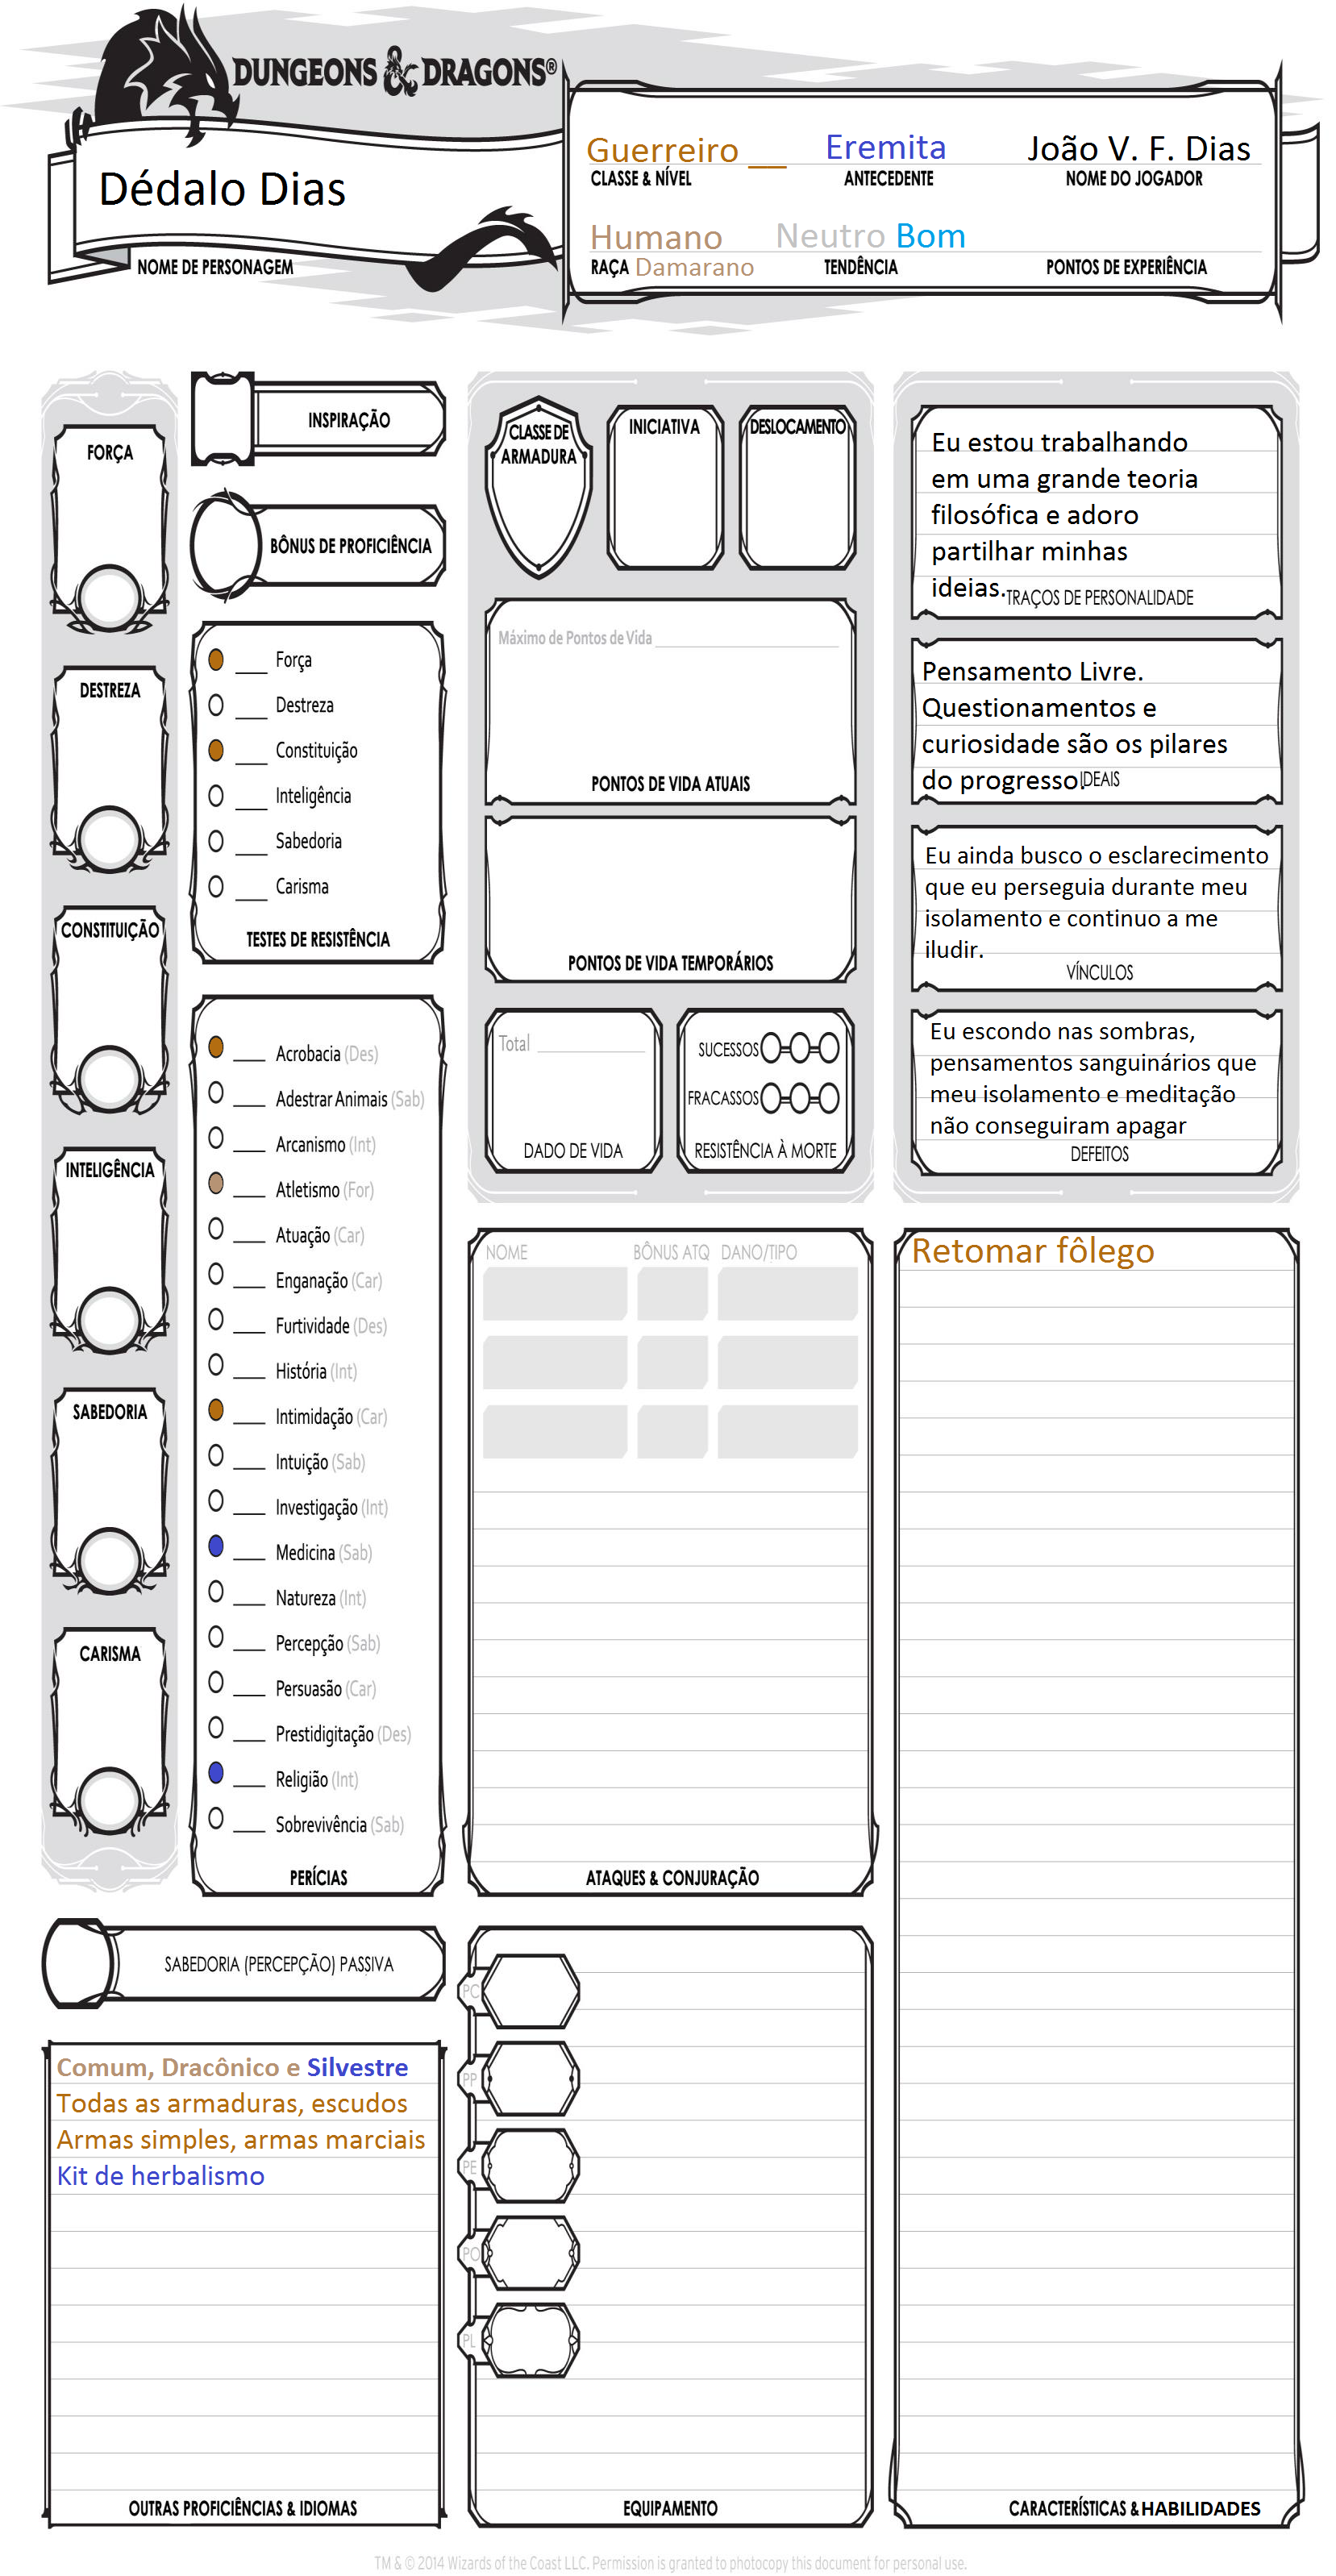 DUNGEONS & DRAGONS®
Dédalo Dias
NOME DE PERSONAGEM
Guerreiro __ Eremita João V. F. Dias
CLASSE & NÍVEL ANTECEDENTE NOME DO JOGADOR
Humano Neutro Bom
RAÇA Damarano TENDÊNCIA PONTOS DE EXPERIÊNCIA
FORÇA
DESTREZA
CONSTITUIÇÃO
INTELIGÊNCIA
SABEDORIA
CARISMA
INSPIRAÇÃO
BÔNUS DE PROFICIÊNCIA
Força
Destreza
Constituição
Inteligência
Sabedoria
Carisma
TESTES DE RESISTÊNCIA
Acrobacia (Des)
Adestrar Animais (Sab)
Arcanismo (Int)
Atletismo (For)
Atuação (Car)
Enganação (Car)
Furtividade (Des)
História (Int)
Intimidação (Car)
Intuição (Sab)
Investigação (Int)
Medicina (Sab)
Natureza (Int)
Percepção (Sab)
Persuasão (Car)
Prestidigitação (Des)
Religião (Int)
Sobrevivência (Sab)
PERÍCIAS
SABEDORIA (PERCEPÇÃO) PASSIVA
Comum, Dracônico e Silvestre
Todas as armaduras, escudos
Armas simples, armas marciais
Kit de herbalismo
OUTRAS PROFICIÊNCIAS & IDIOMAS
CLASSE DE
ARMADURA
INICIATIVA
DESLOCAMENTO
Máximo de Pontos de Vida
PONTOS DE VIDA ATUAIS
PONTOS DE VIDA TEMPORÁRIOS
Total
DADO DE VIDA
SUCESSOS
FRACASSOS
RESISTÊNCIA À MORTE
NOME BÔNUS ATQ DANO/TIPO
ATAQUES & CONJURAÇÃO
PC
PP
PE
PO
PL
EQUIPAMENTO
Eu estou trabalhando
em uma grande teoria
filosófica e adoro
partilhar minhas
ideias.
TRAÇOS DE PERSONALIDADE
Pensamento Livre.
Questionamentos e
curiosidade são os pilares
do progresso.
IDEAIS
Eu ainda busco o esclarecimento
que eu perseguia durante meu
isolamento e continuo a me
iludir.
VÍNCULOS
Eu escondo nas sombras,
pensamentos sanguinários que
meu isolamento e meditação
não conseguiram apagar
DEFEITOS
Retomar fôlego
CARACTERÍSTICAS & HABILIDADES
TM & © 2014 Wizards of the Coast LLC. Permission is granted to photocopy this document for personal use.